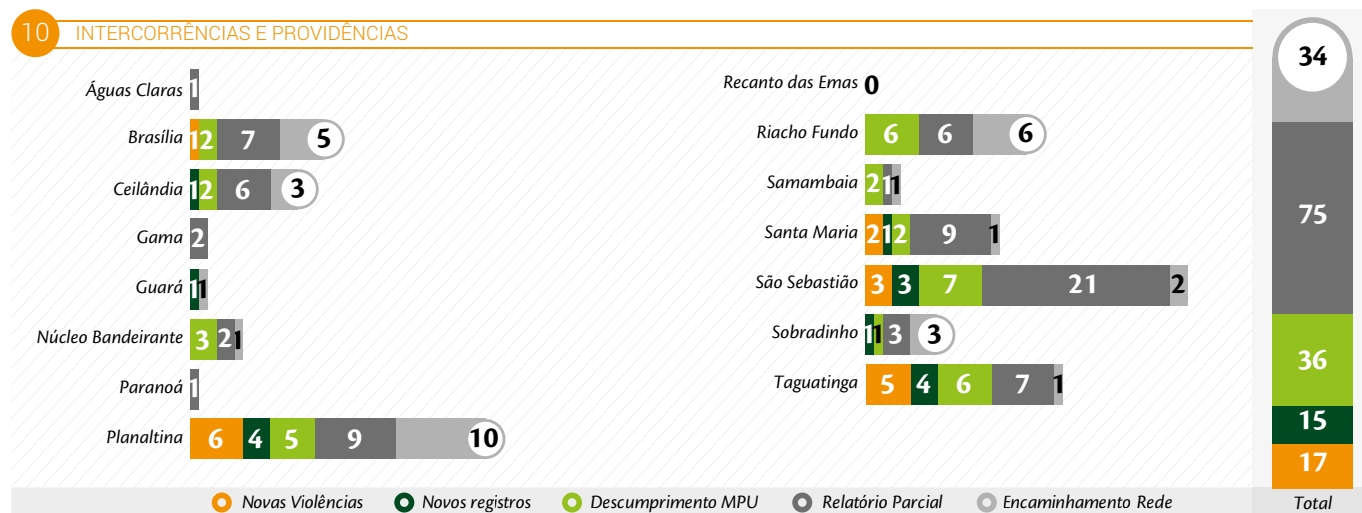 10 INTERCORRÊNCIAS E PROVIDÊNCIAS
Águas Claras 1
Brasília 1 2 7 5
Ceilândia 1 2 6 3
Gama 2
Guará 1 1
Núcleo Bandeirante 3 2 1
Paranoá 1
Planaltina 6 4 5 9 10
Recanto das Emas 0
Riacho Fundo 6 6 6
Samambaia 2 1 1
Santa Maria 2 1 2 9 1
São Sebastião 3 3 7 21 2
Sobradinho 1 1 3 3
Taguatinga 5 4 6 7 1
34
75
36
15
17
Total
Novas Violências Novos registros Descumprimento MPU Relatório Parcial Encaminhamento Rede